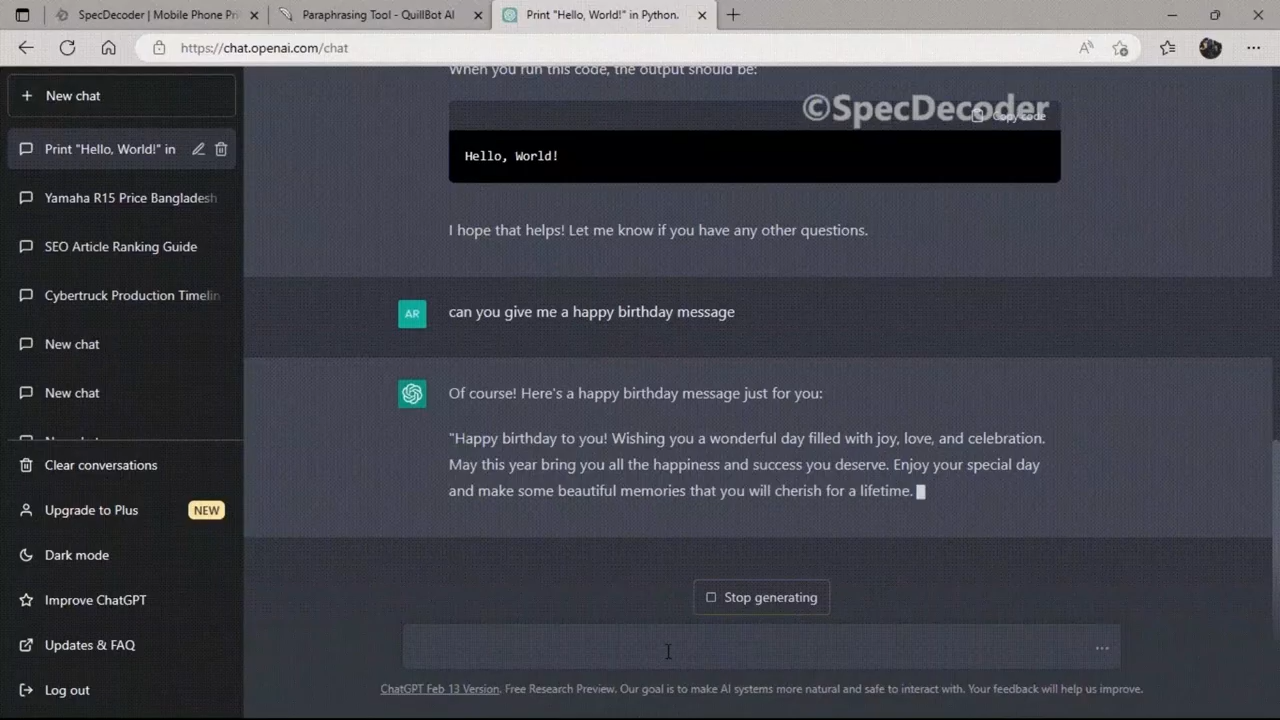 SpecDecoder | Mobile Phone Pri
Paraphrasing Tool - QuillBot AI
Print "Hello, World!" in Python.
https://chat.openai.com/chat
New chat
Print "Hello, World!" in
Yamaha R15 Price Bangladesh
SEO Article Ranking Guide
Cybertruck Production Timelin
New chat
New chat
New chat
Clear conversations
Upgrade to Plus NEW
Dark mode
Improve ChatGPT
Updates & FAQ
Log out
When you run this code, the output should be:
©SpecDecoder
Copy code
Hello, World!
I hope that helps! Let me know if you have any other questions.
AR can you give me a happy birthday message
Of course! Here's a happy birthday message just for you:
"Happy birthday to you! Wishing you a wonderful day filled with joy, love, and celebration.
May this year bring you all the happiness and success you deserve. Enjoy your special day
and make some beautiful memories that you will cherish for a lifetime.
Stop generating
ChatGPT Feb 13 Version. Free Research Preview. Our goal is to make AI systems more natural and safe to interact with. Your feedback will help us improve.